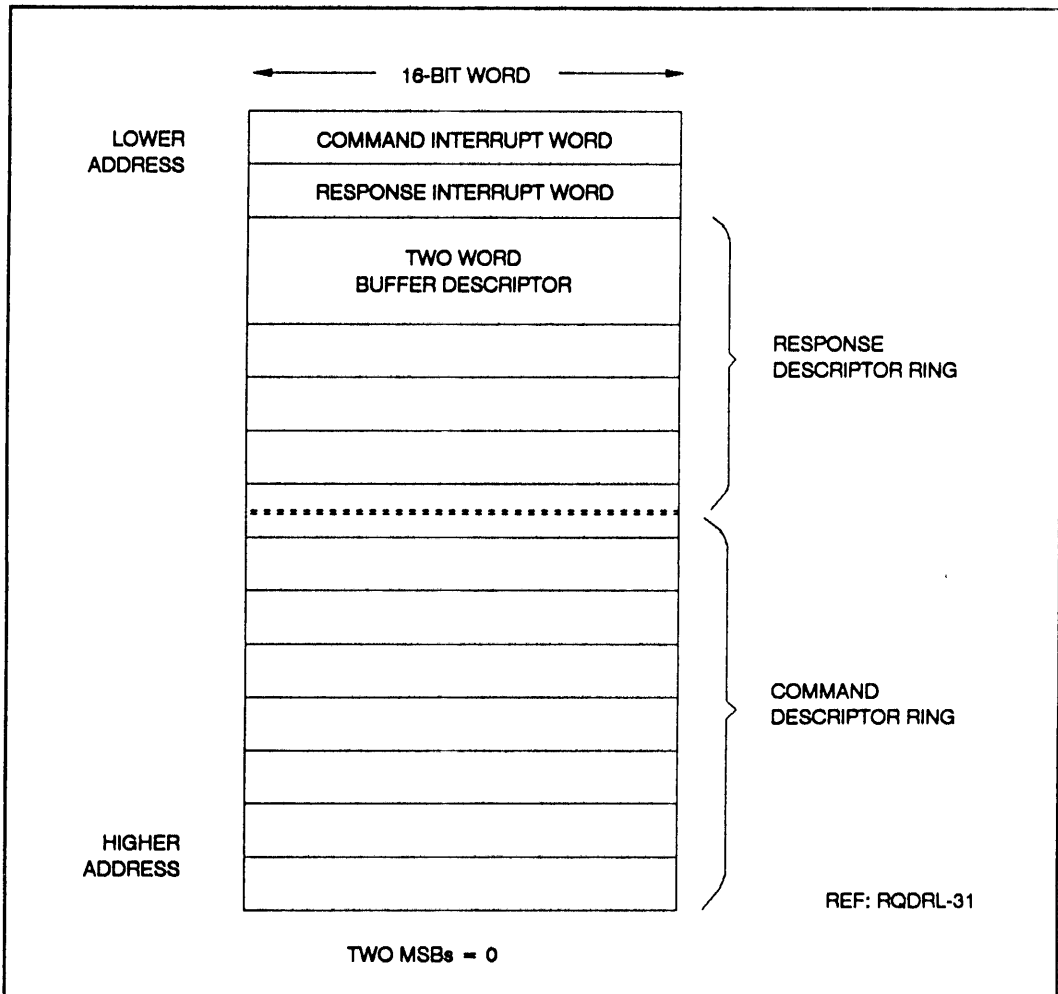 16-BIT WORD
LOWER
ADDRESS
COMMAND INTERRUPT WORD
RESPONSE INTERRUPT WORD
TWO WORD
BUFFER DESCRIPTOR
RESPONSE
DESCRIPTOR RING
COMMAND
DESCRIPTOR RING
HIGHER
ADDRESS
REF: RQDRL-31
TWO MSBs = 0